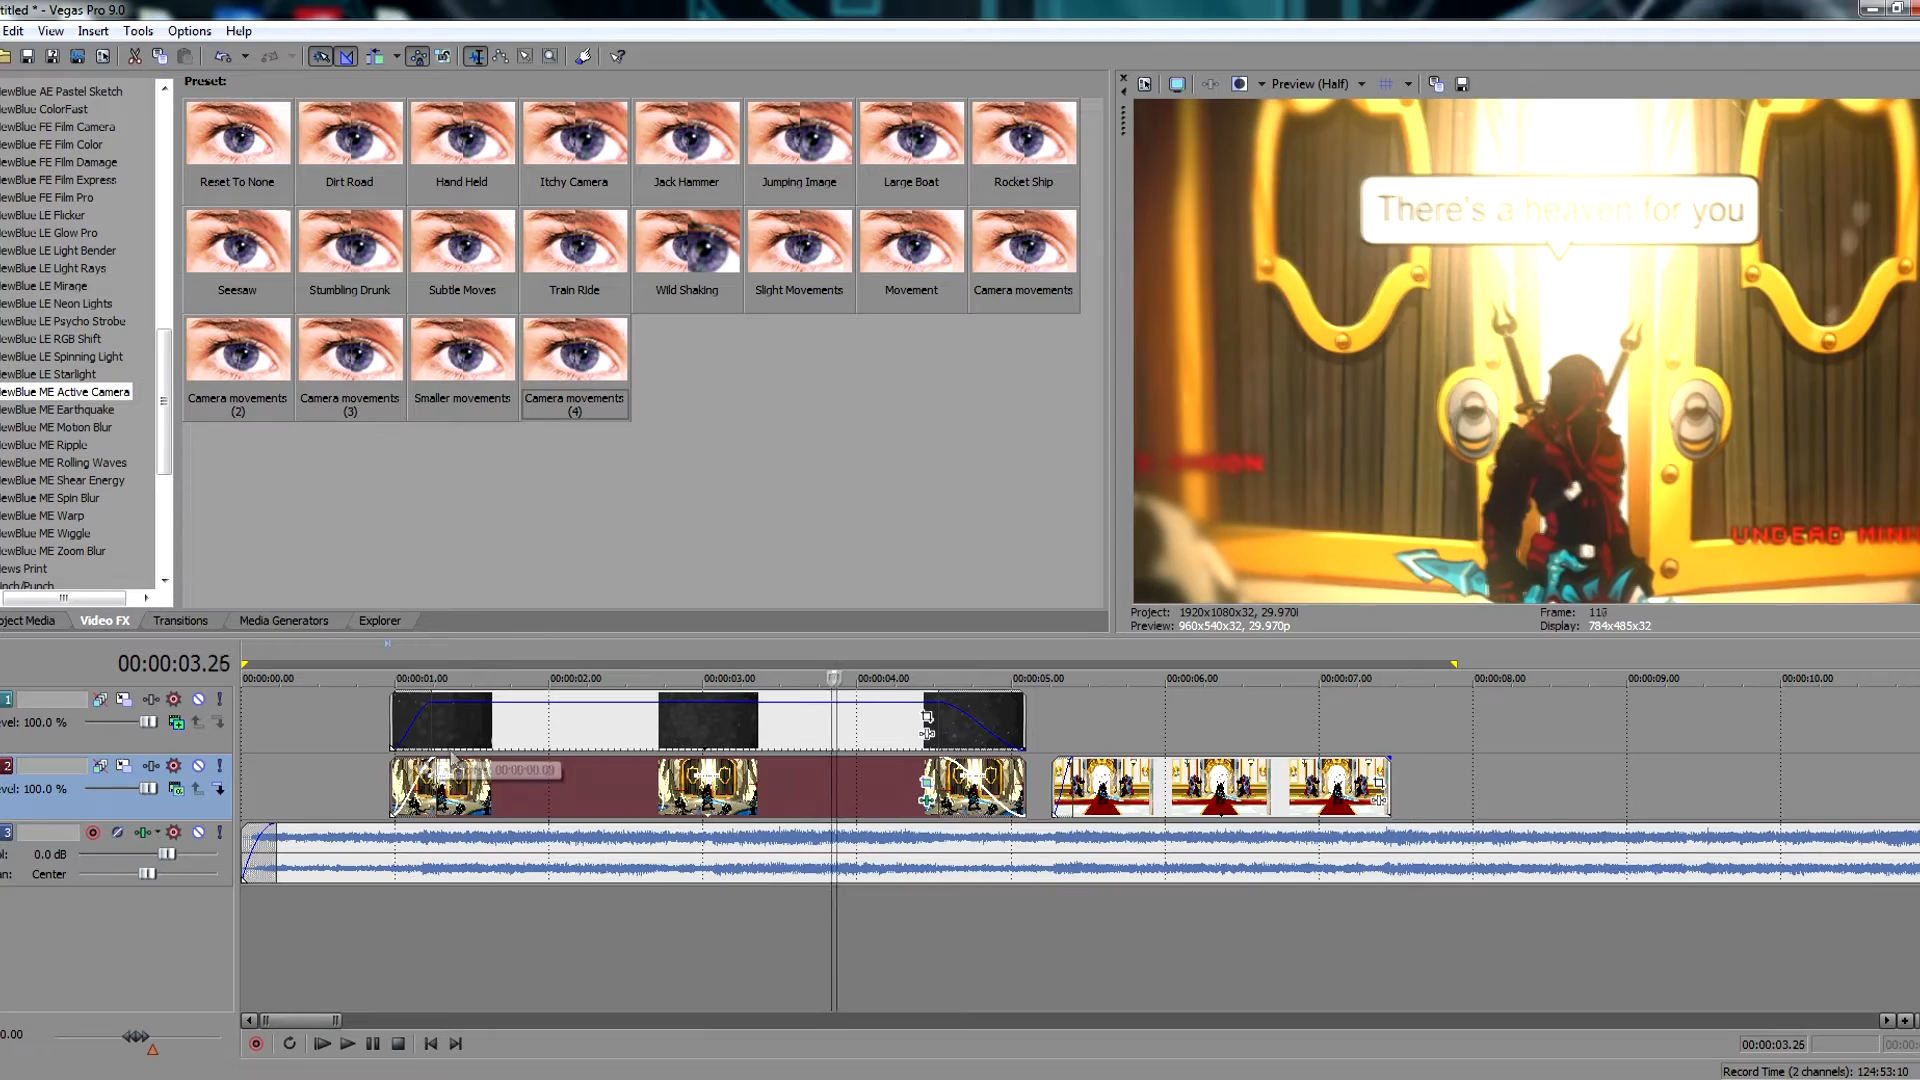 titled * - Vegas Pro 9.0
Edit View Insert Tools Options Help
Preset:
Preview (Half)
ewBlue AE Pastel Sketch
ewBlue ColorFast
ewBlue FE Film Camera
ewBlue FE Film Color
ewBlue FE Film Damage
ewBlue FE Film Express
ewBlue FE Film Pro
ewBlue LE Flicker
ewBlue LE Glow Pro
ewBlue LE Light Bender
ewBlue LE Light Rays
ewBlue LE Mirage
ewBlue LE Neon Lights
ewBlue LE Psycho Strobe
ewBlue LE RGB Shift
ewBlue LE Spinning Light
ewBlue LE Starlight
ewBlue ME Active Camera
ewBlue ME Earthquake
ewBlue ME Motion Blur
ewBlue ME Ripple
ewBlue ME Rolling Waves
ewBlue ME Shear Energy
ewBlue ME Spin Blur
ewBlue ME Warp
ewBlue ME Wiggle
ewBlue ME Zoom Blur
ews Print
inch/Punch
Reset To None Dirt Road Hand Held Itchy Camera Jack Hammer Jumping Image Large Boat Rocket Ship
Seesaw Stumbling Drunk Subtle Moves Train Ride Wild Shaking Slight Movements Movement Camera movements
Camera movements (2) Camera movements (3) Smaller movements Camera movements (4)
There's a heaven for you
UNDEAD MINI
Project: 1920x1080x32, 29.970i
Frame: 110
Preview: 960x540x32, 29.970p
Display: 784x485x32
oject Media Video FX Transitions Media Generators Explorer
00:00:03.26
00:00:00.00 00:00:01.00 00:00:02.00 00:00:03.00 00:00:04.00 00:00:05.00 00:00:06.00 00:00:07.00 00:00:08.00 00:00:09.00 00:00:10.00
1
evel: 100.0 %
2
evel: 100.0 %
00:00:00.09
3
ol: 0.0 dB
an: Center
0.00
00:00:03.26
Record Time (2 channels): 124:53:10